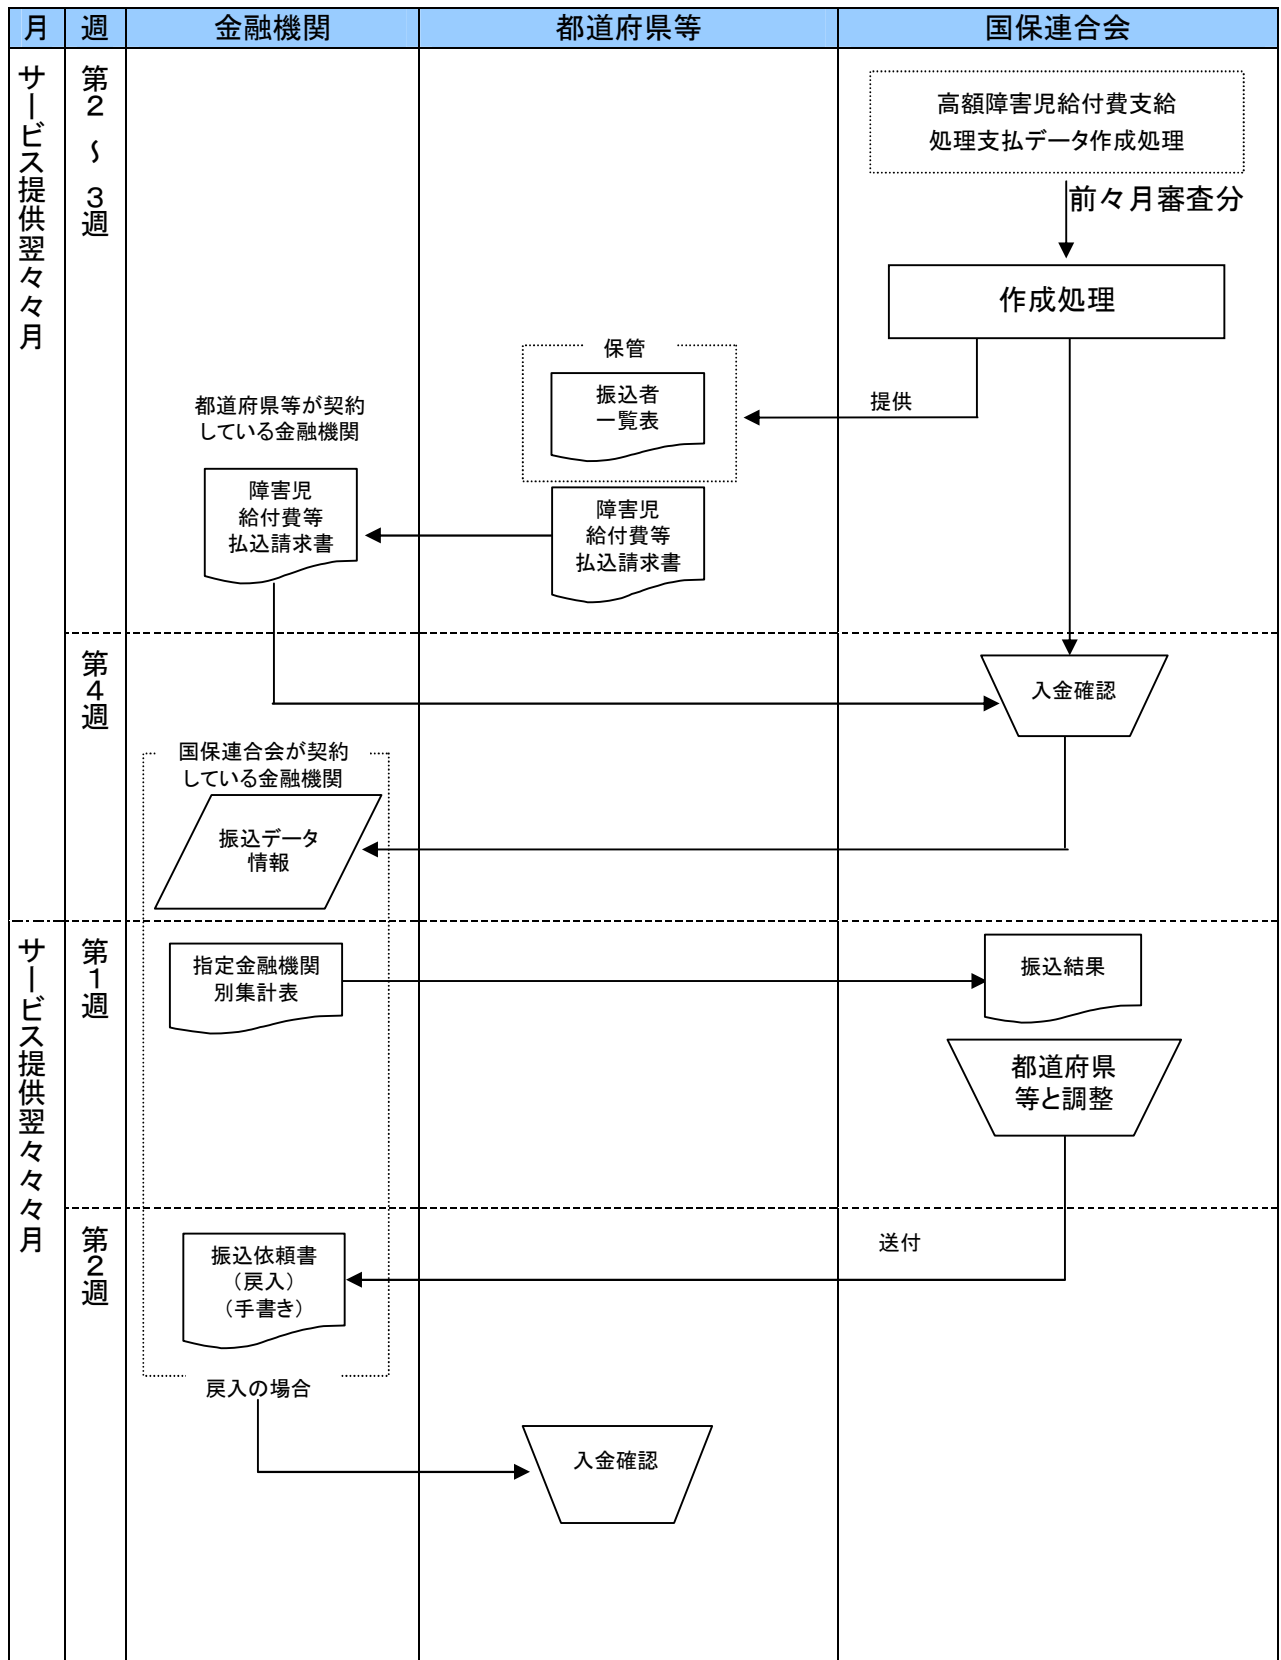 月 週 金融機関 都道府県等 国保連合会
サービス提供翌々月
第2～3週
高額障害児給付費支給
処理支払データ作成処理
前々月審査分
作成処理
保管
振込者
一覧表
提供
都道府県等が契約
している金融機関
障害児
給付費等
払込請求書
障害児
給付費等
払込請求書
第4週
入金確認
国保連合会が契約
している金融機関
振込データ
情報
サービス提供翌々々月
第1週
指定金融機関
別集計表
振込結果
都道府県
等と調整
第2週
送付
振込依頼書
（戻入）
（手書き）
戻入の場合
入金確認